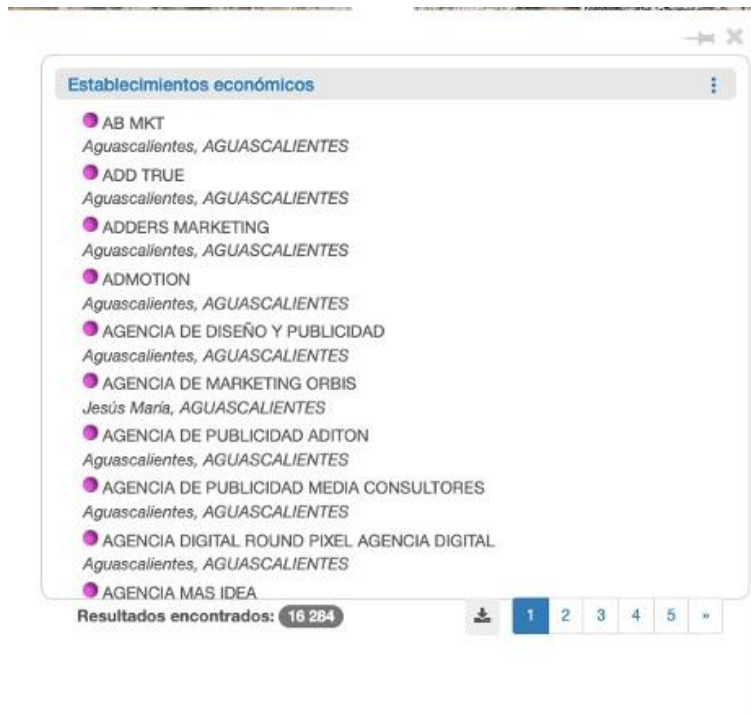 Establecimientos económicos
AB MKT
Aguascalientes, AGUASCALIENTES
ADD TRUE
Aguascalientes, AGUASCALIENTES
ADDERS MARKETING
Aguascalientes, AGUASCALIENTES
ADMOTION
Aguascalientes, AGUASCALIENTES
AGENCIA DE DISEÑO Y PUBLICIDAD
Aguascalientes, AGUASCALIENTES
AGENCIA DE MARKETING ORBIS
Jesús María, AGUASCALIENTES
AGENCIA DE PUBLICIDAD ADITON
Aguascalientes, AGUASCALIENTES
AGENCIA DE PUBLICIDAD MEDIA CONSULTORES
Aguascalientes, AGUASCALIENTES
AGENCIA DIGITAL ROUND PIXEL AGENCIA DIGITAL
Aguascalientes, AGUASCALIENTES
AGENCIA MAS IDEA
Resultados encontrados: 16 284 1 2 3 4 5 »